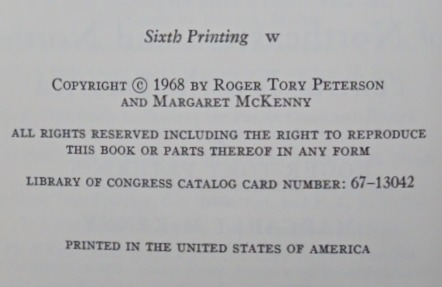 Sixth Printing W
COPYRIGHT © 1968 BY ROGER TORY PETERSON
AND MARGARET MCKENNY
ALL RIGHTS RESERVED INCLUDING THE RIGHT TO REPRODUCE
THIS BOOK OR PARTS THEREOF IN ANY FORM
LIBRARY OF CONGRESS CATALOG CARD NUMBER: 67-13042
PRINTED IN THE UNITED STATES OF AMERICA